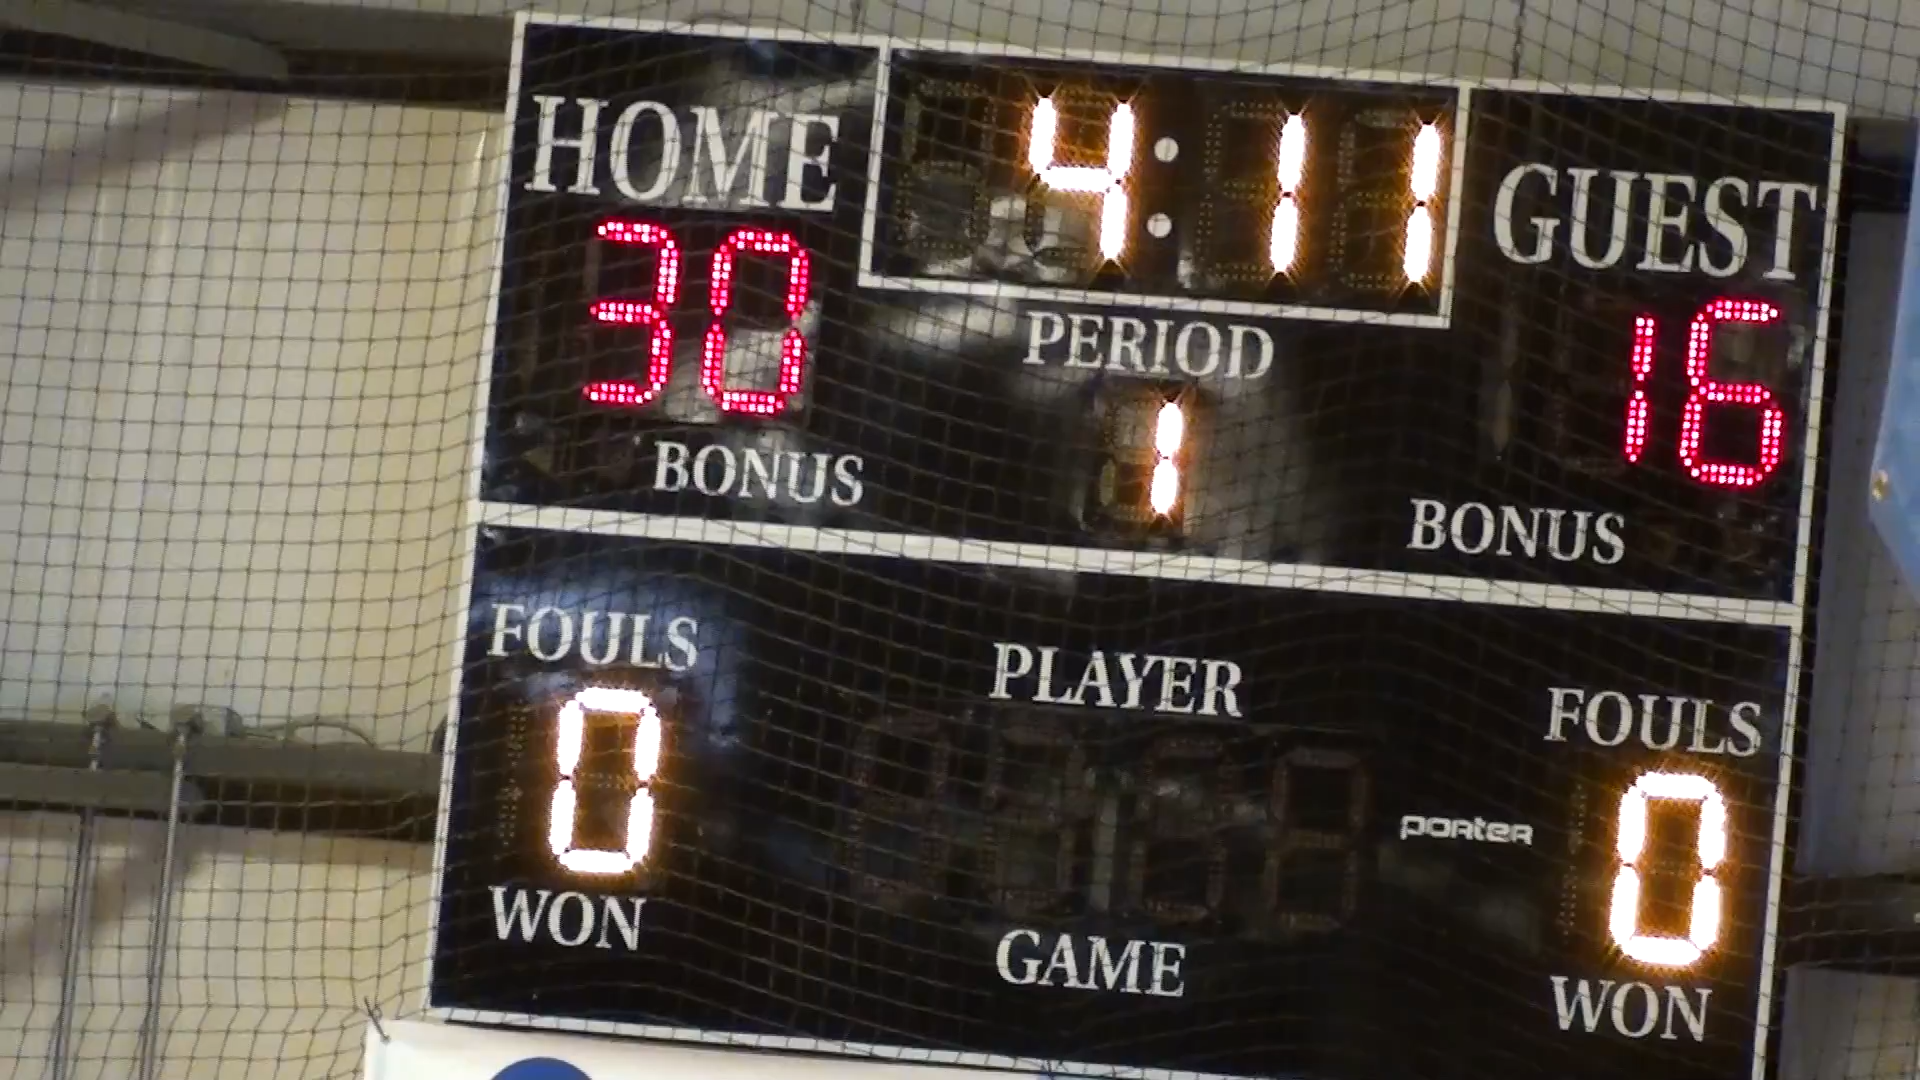 HOME 4:11 GUEST
30 PERIOD 16
BONUS 1 BONUS
FOULS PLAYER FOULS
0 porter 0
WON GAME WON